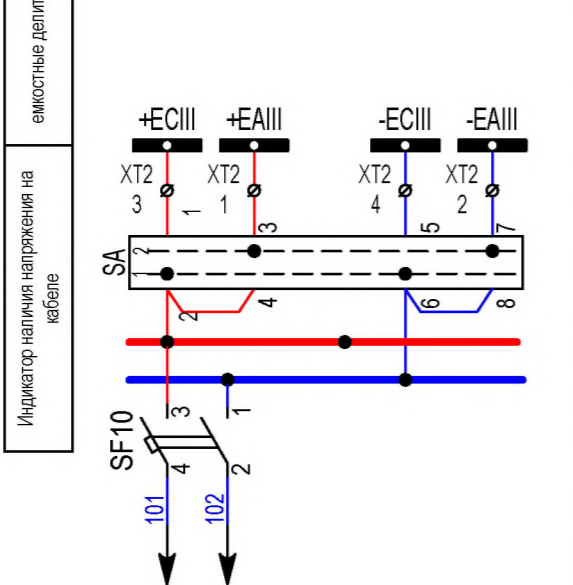 емкостные делит
Индикатор наличия напряжения на
кабеле
+ECIII +EAIII -ECIII -EAIII
XT2 XT2 XT2 XT2
3 1 4 2
1 3 5 7
SA
2
1
2 4 6 8
SF10
3 1
4 2
101 102